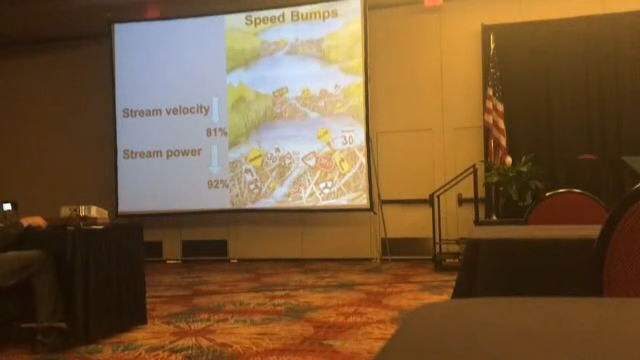 Speed Bumps
Stream velocity
81%
30
Stream power
92%